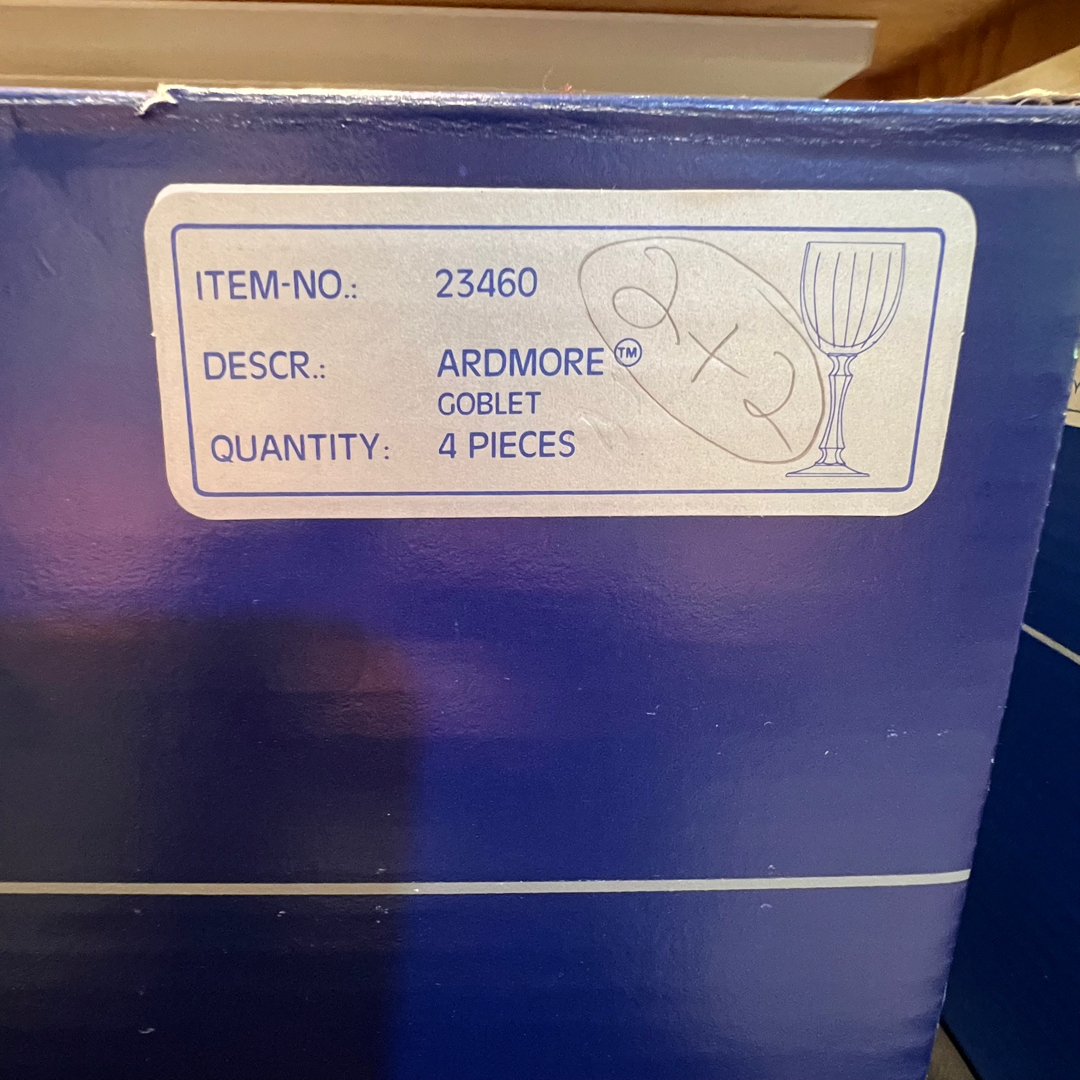 ITEM-NO.: 23460
DESCR.: ARDMORE™
GOBLET
QUANTITY: 4 PIECES
2 x 2